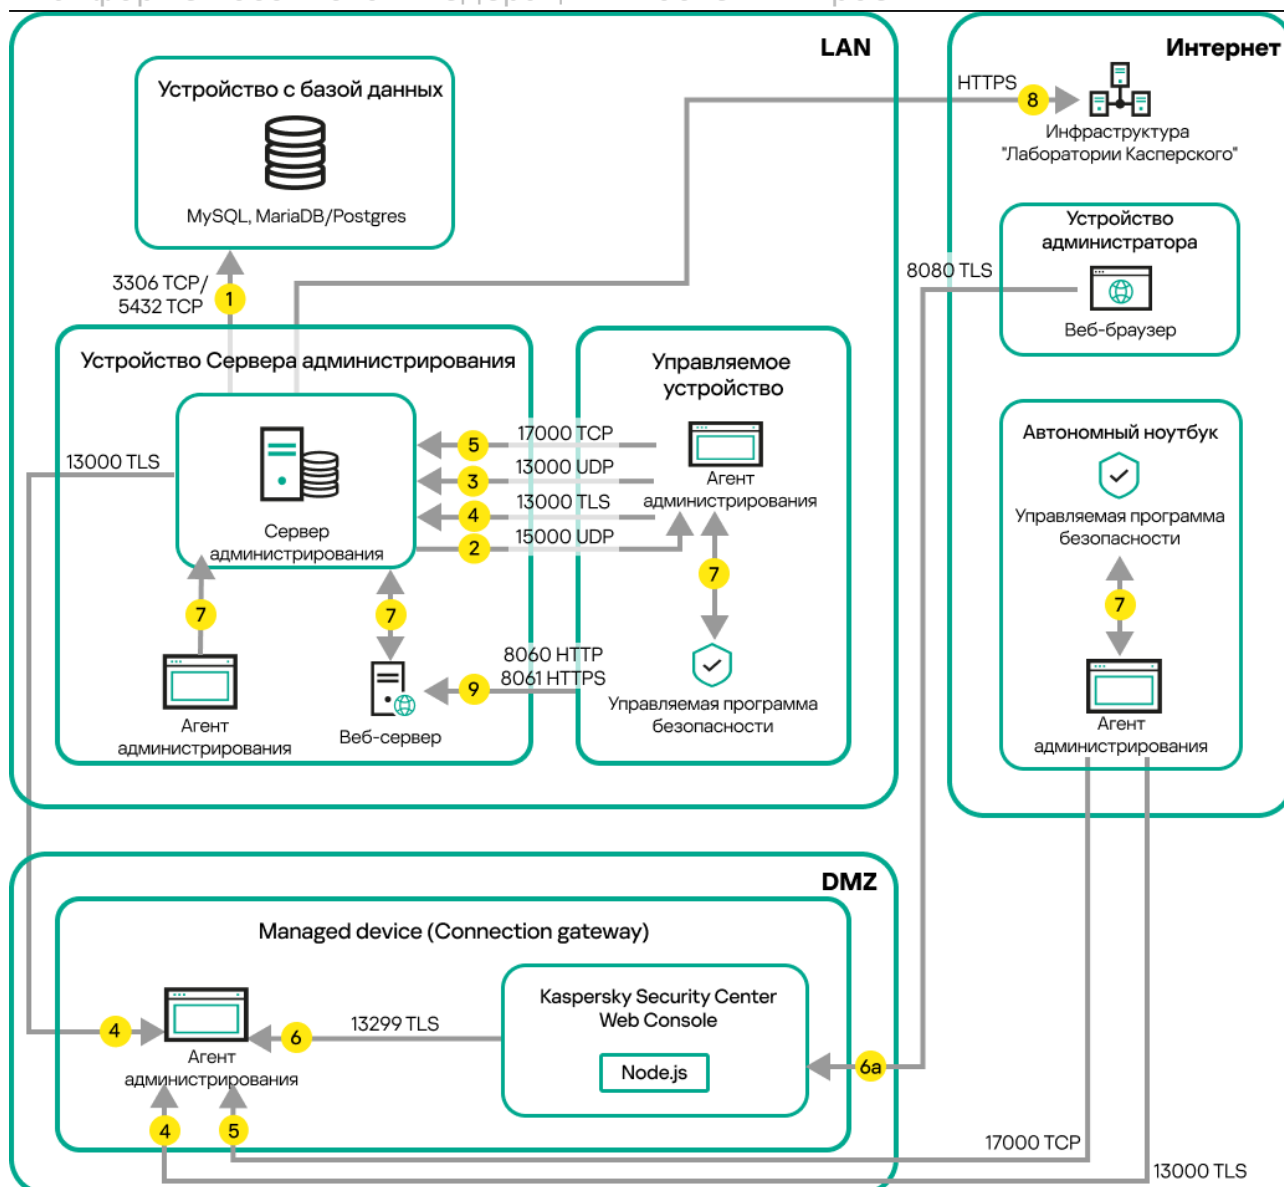 LAN
Интернет
Устройство с базой данных
MySQL, MariaDB/Postgres
HTTPS
8
Инфраструктура
"Лаборатории Касперского"
Устройство
администратора
8080 TLS
Веб-браузер
3306 TCP/
5432 TCP
1
Устройство Сервера администрирования
Управляемое
устройство
Автономный ноутбук
13000 TLS
5
17000 TCP
3
13000 UDP
4
13000 TLS
2
15000 UDP
Агент
администрирования
Сервер
администрирования
Управляемая программа
безопасности
7
7
7
7
8060 HTTP
8061 HTTPS
9
Управляемая программа
безопасности
Агент
администрирования
Веб-сервер
Агент
администрирования
DMZ
Managed device (Connection gateway)
Kaspersky Security Center
Web Console
Node.js
4
6
13299 TLS
6a
Агент
администрирования
4
5
17000 TCP
13000 TLS